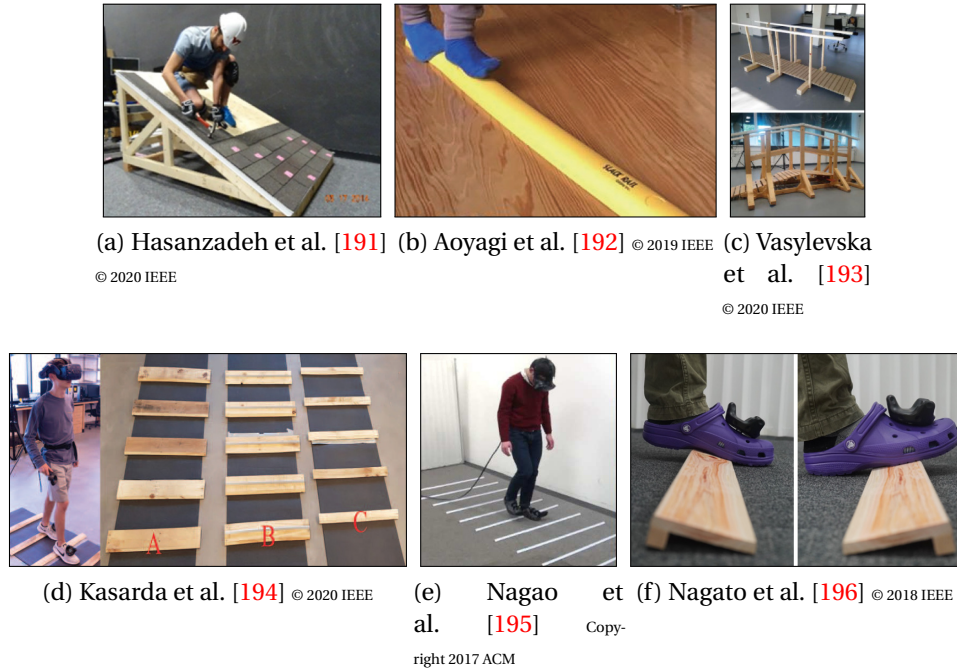 SLACK RAIL
(a) Hasanzadeh et al. [191] (b) Aoyagi et al. [192] © 2019 IEEE (c) Vasylevska
© 2020 IEEE
et al. [193]
© 2020 IEEE
A B C
(d) Kasarda et al. [194] © 2020 IEEE (e) Nagao et (f) Nagato et al. [196] © 2018 IEEE
al. [195] Copy-
right 2017 ACM